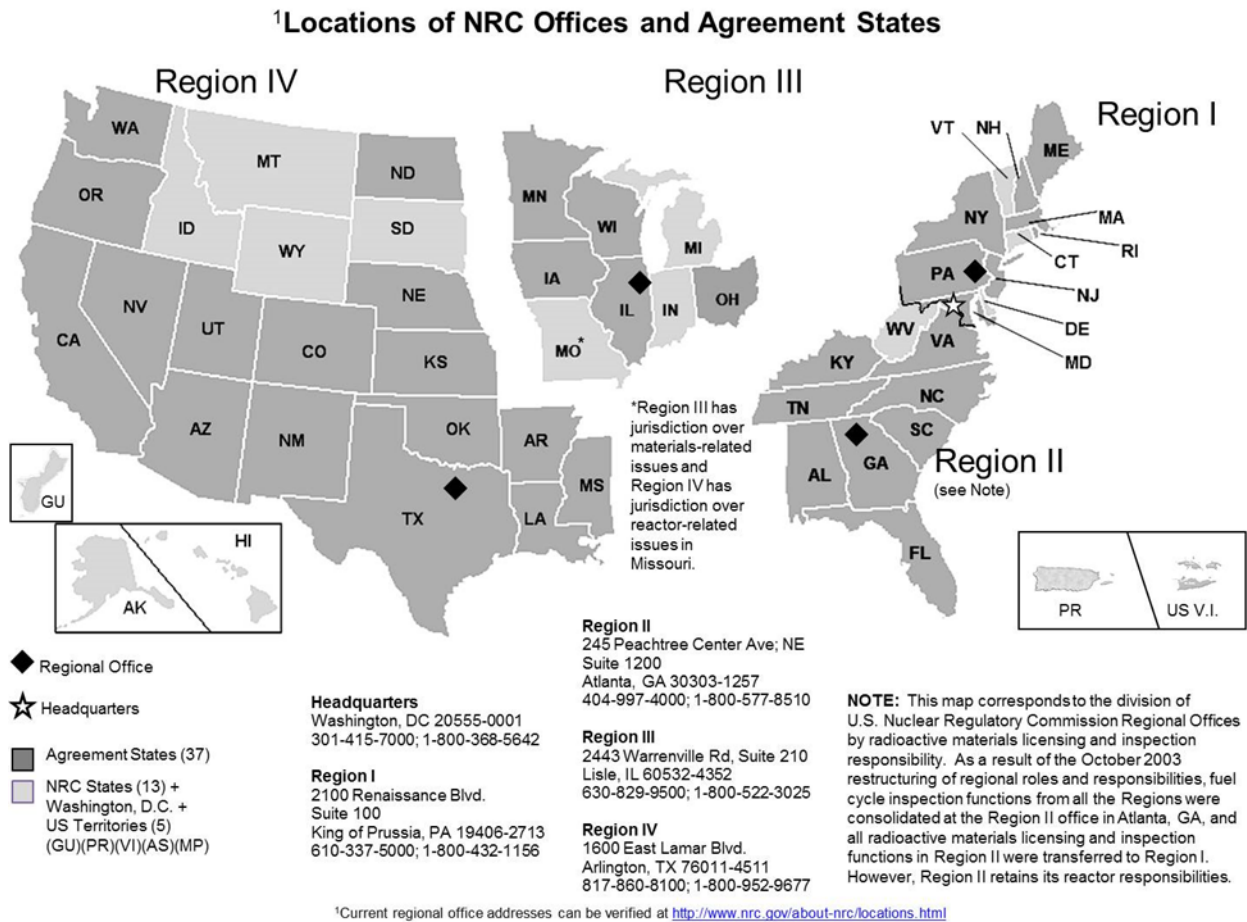 ¹Locations of NRC Offices and Agreement States
Region IV
Region III
Region I
WA
MT
ND
OR
ID
SD
WY
NV
NE
CA
UT
CO
KS
AZ
NM
OK
TX
AR
LA
MS
MN
WI
MI
IA
IL
IN
OH
MO*
VT
NH
ME
NY
MA
RI
CT
PA
NJ
DE
MD
WV
VA
KY
TN
NC
SC
AL
GA
FL
Region II
(see Note)
*Region III has
jurisdiction over
materials-related
issues and
Region IV has
jurisdiction over
reactor-related
issues in
Missouri.
GU
HI
AK
PR
US V.I.
Regional Office
Headquarters
Agreement States (37)
NRC States (13) +
Washington, D.C. +
US Territories (5)
(GU)(PR)(VI)(AS)(MP)
Headquarters
Washington, DC 20555-0001
301-415-7000; 1-800-368-5642
Region I
2100 Renaissance Blvd.
Suite 100
King of Prussia, PA 19406-2713
610-337-5000; 1-800-432-1156
Region II
245 Peachtree Center Ave; NE
Suite 1200
Atlanta, GA 30303-1257
404-997-4000; 1-800-577-8510
Region III
2443 Warrenville Rd, Suite 210
Lisle, IL 60532-4352
630-829-9500; 1-800-522-3025
Region IV
1600 East Lamar Blvd.
Arlington, TX 76011-4511
817-860-8100; 1-800-952-9677
NOTE: This map corresponds to the division of
U.S. Nuclear Regulatory Commission Regional Offices
by radioactive materials licensing and inspection
responsibility. As a result of the October 2003
restructuring of regional roles and responsibilities, fuel
cycle inspection functions from all the Regions were
consolidated at the Region II office in Atlanta, GA, and
all radioactive materials licensing and inspection
functions in Region II were transferred to Region I.
However, Region II retains its reactor responsibilities.
¹Current regional office addresses can be verified at http://www.nrc.gov/about-nrc/locations.html